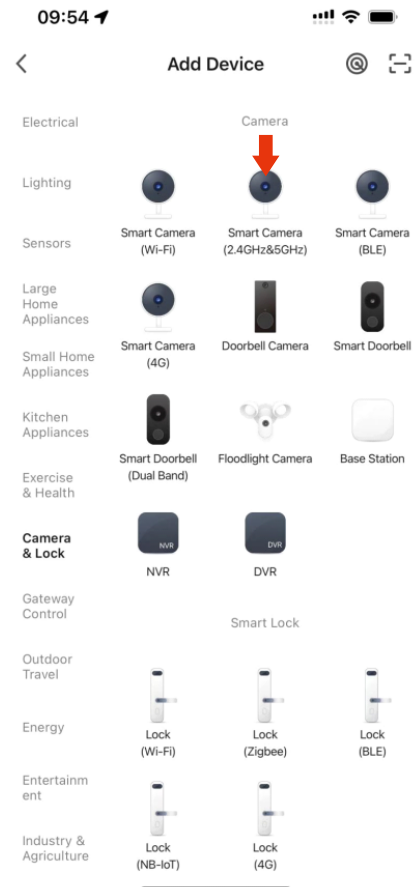 09:54
Add Device
Electrical
Lighting
Sensors
Large
Home
Appliances
Small Home
Appliances
Kitchen
Appliances
Exercise
& Health
Camera
& Lock
Gateway
Control
Outdoor
Travel
Energy
Entertainm
ent
Industry &
Agriculture
Camera
Smart Camera
(Wi-Fi)
Smart Camera
(2.4GHz&5GHz)
Smart Camera
(BLE)
Smart Camera
(4G)
Doorbell Camera
Smart Doorbell
Smart Doorbell
(Dual Band)
Floodlight Camera
Base Station
NVR
NVR
DVR
DVR
Smart Lock
Lock
(Wi-Fi)
Lock
(Zigbee)
Lock
(BLE)
Lock
(NB-IoT)
Lock
(4G)